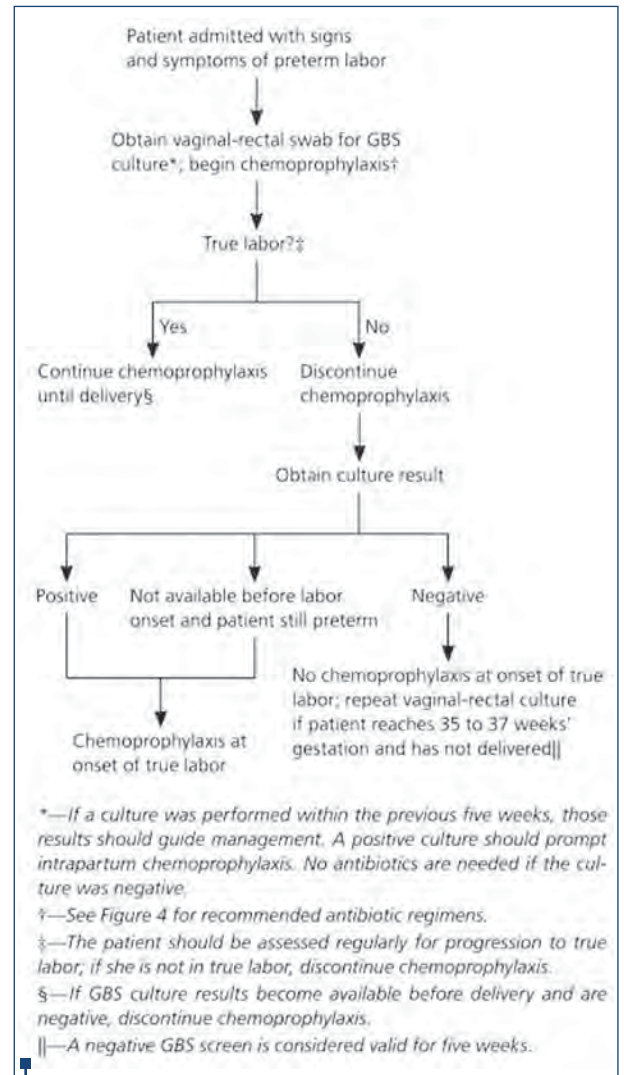 Patient admitted with signs
and symptoms of preterm labor
Obtain vaginal-rectal swab for GBS
culture*; begin chemoprophylaxis†
True labor?‡
Yes
No
Continue chemoprophylaxis
until delivery§
Discontinue
chemoprophylaxis
Obtain culture result
Positive
Not available before labor
onset and patient still preterm
Negative
Chemoprophylaxis at
onset of true labor
No chemoprophylaxis at onset of true
labor; repeat vaginal-rectal culture
if patient reaches 35 to 37 weeks'
gestation and has not delivered||
*—If a culture was performed within the previous five weeks, those
results should guide management. A positive culture should prompt
intrapartum chemoprophylaxis. No antibiotics are needed if the cul-
ture was negative.
†—See Figure 4 for recommended antibiotic regimens.
‡—The patient should be assessed regularly for progression to true
labor; if she is not in true labor, discontinue chemoprophylaxis.
§—If GBS culture results become available before delivery and are
negative, discontinue chemoprophylaxis.
||—A negative GBS screen is considered valid for five weeks.